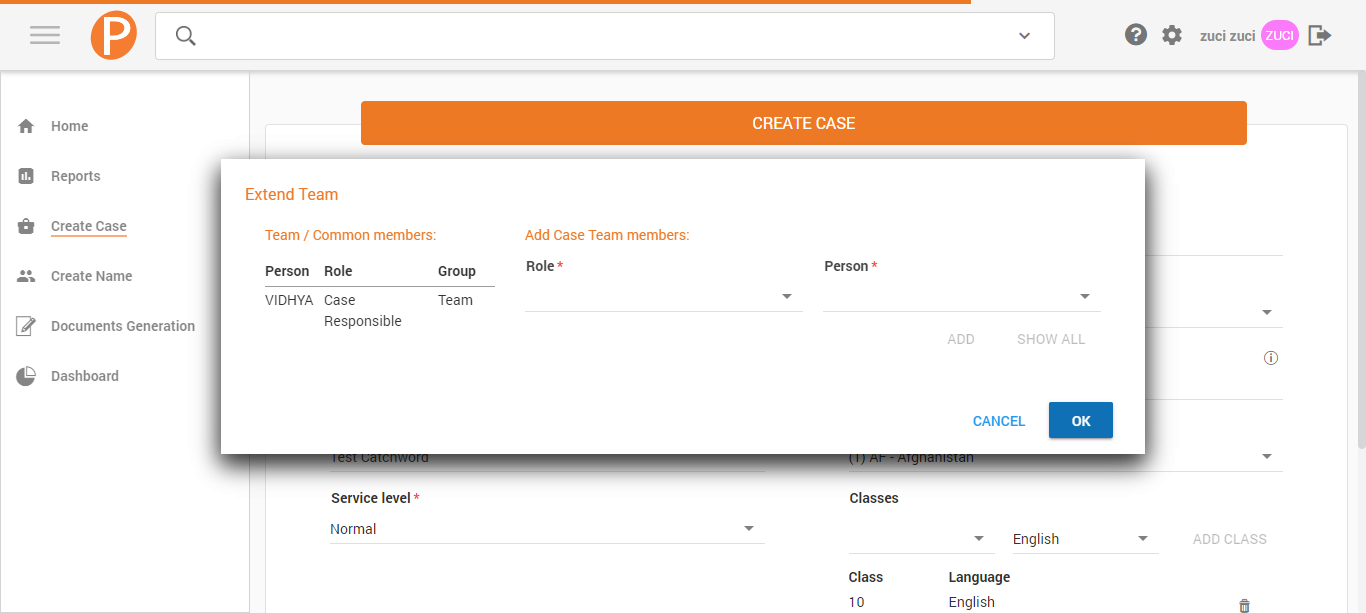 P
zuci zuci ZUCI
Home
Reports
Create Case
Create Name
Documents Generation
Dashboard
CREATE CASE
Extend Team
Team / Common members:
Person Role Group
VIDHYA Case Team
Responsible
Add Case Team members:
Role * Person *
ADD SHOW ALL
CANCEL OK
Test Catchword
(1) AF - Afghanistan
Service level *
Normal
Classes
English ADD CLASS
Class Language
10 English